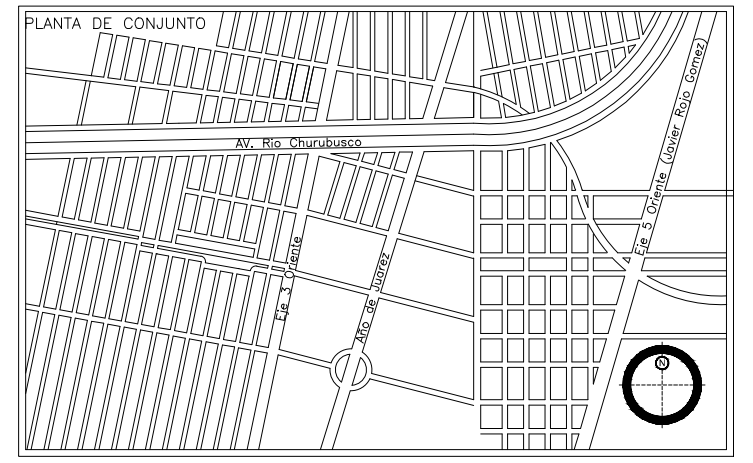 PLANTA DE CONJUNTO
AV. Rio Churubusco
Eje 5 Oriente (Javier Rojo Gomez)
Eje 3 Oriente
Año de Juarez
N